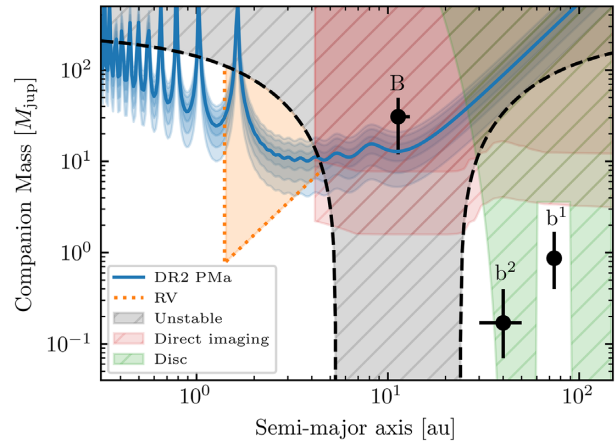 Companion Mass [M_jup]
10²
10¹
10⁰
10⁻¹
B
b¹
b²
DR2 PMa
RV
Unstable
Direct imaging
Disc
10⁰
10¹
10²
Semi-major axis [au]